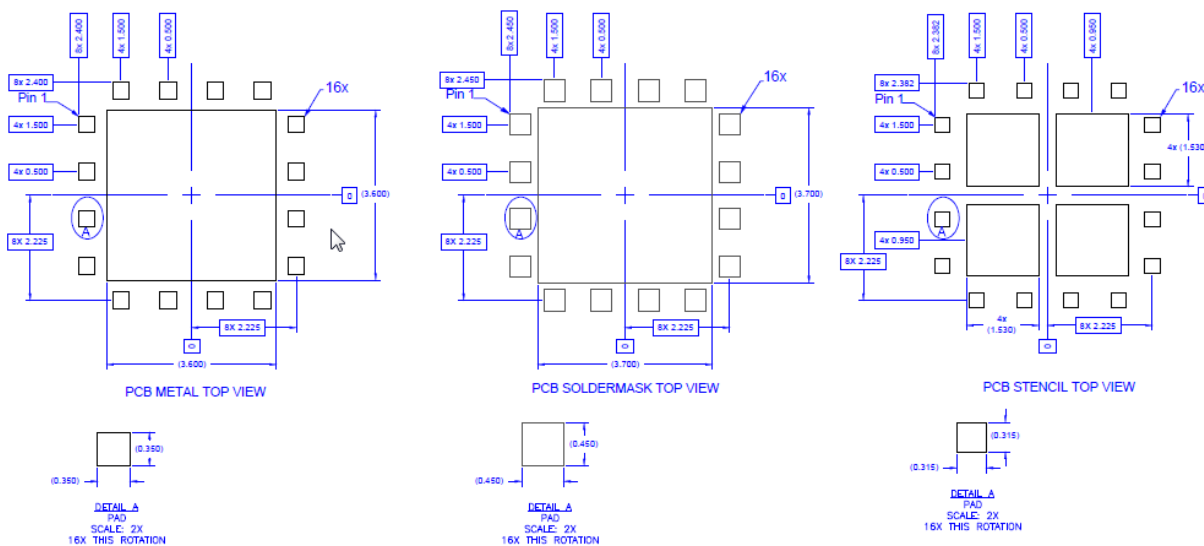 8x 2.400
4x 1.500
4x 0.500
8x 2.400
Pin 1
16x
4x 1.500
4x 0.500
0
(3.600)
A
8X 2.225
8X 2.225
0
(3.600)
PCB METAL TOP VIEW
(0.350)
(0.350)
DETAIL A
PAD
SCALE: 2X
16X THIS ROTATION
8x 2.450
4x 1.500
4x 0.500
8x 2.450
Pin 1
16x
4x 1.500
4x 0.500
0
(3.700)
A
8X 2.225
8X 2.225
0
(3.700)
PCB SOLDERMASK TOP VIEW
(0.450)
(0.450)
DETAIL A
PAD
SCALE: 2X
16X THIS ROTATION
8x 2.382
4x 1.500
4x 0.500
4x 0.950
8x 2.382
Pin 1
16x
4x 1.500
4x (1.530)
4x 0.500
A
4x 0.950
8X 2.225
4x
(1.530)
8X 2.225
0
PCB STENCIL TOP VIEW
(0.315)
(0.315)
DETAIL A
PAD
SCALE: 2X
16X THIS ROTATION